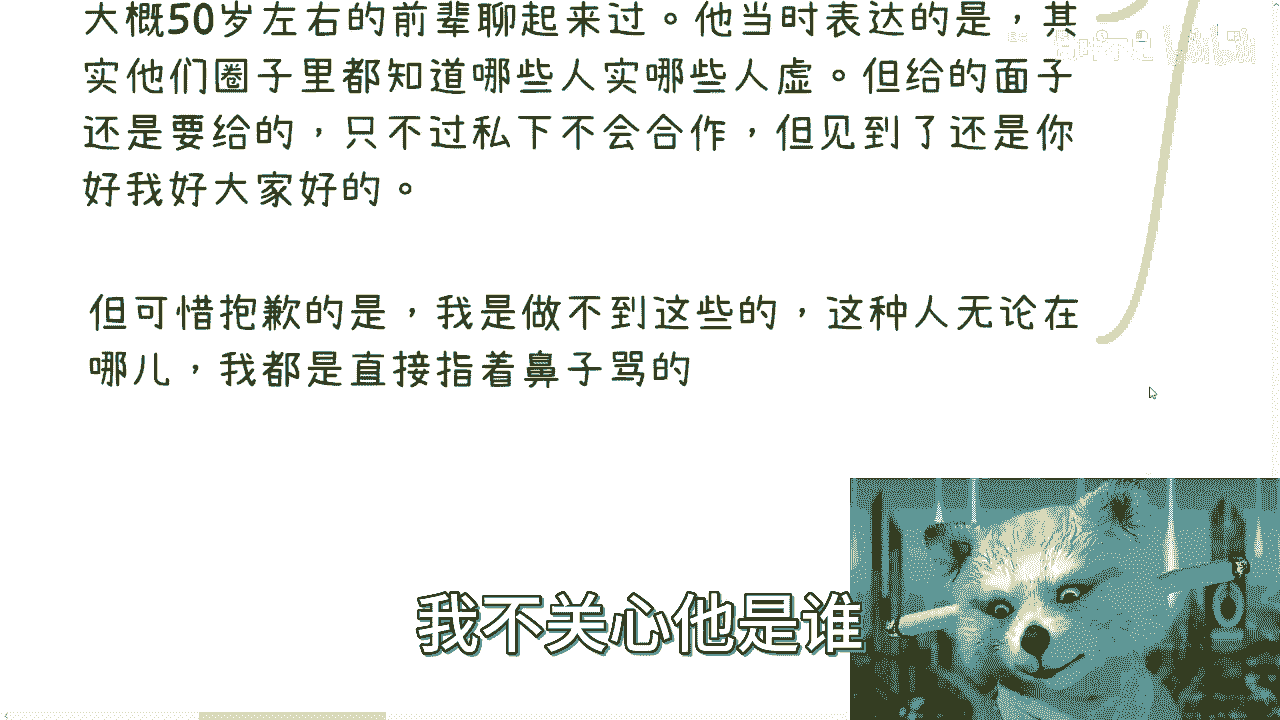 大概50岁左右的前辈聊起来过。他当时表达的是，其
实他们圈子里都知道哪些人实哪些人虚。但给的面子
还是要给的，只不过私下不会合作，但见到了还是你
好我好大家好的。
但可惜抱歉的是，我是做不到这些的，这种人无论在
哪儿，我都是直接指着鼻子骂的
我不关心他是谁